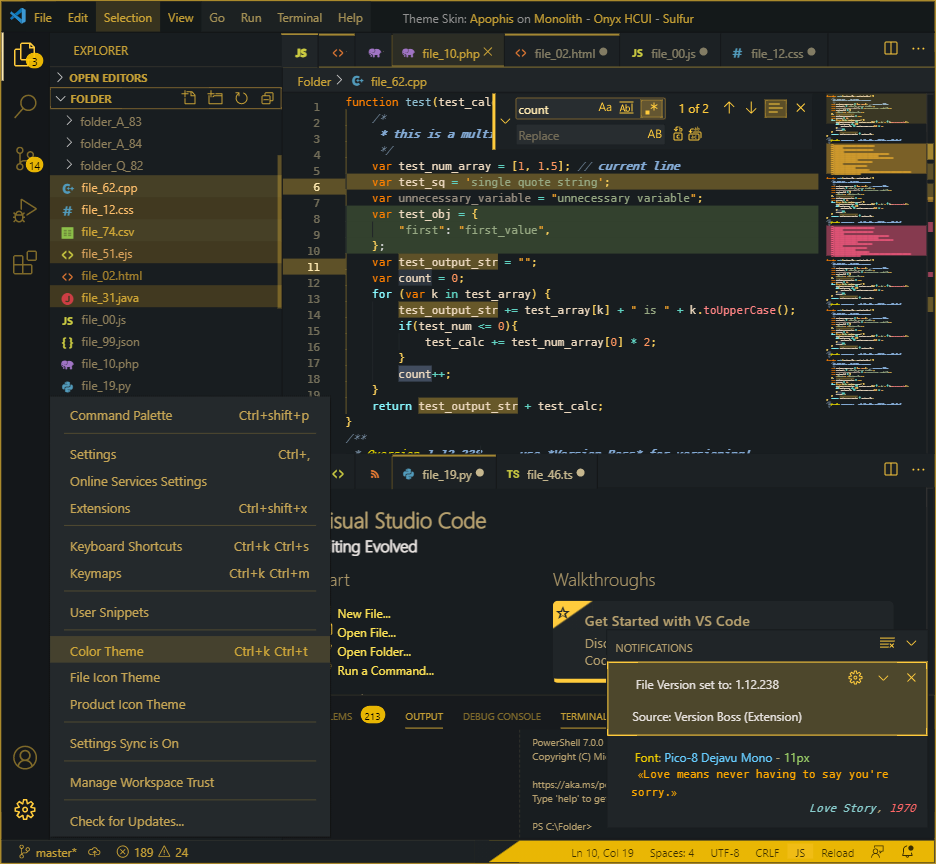 File Edit Selection View Go Run Terminal Help Theme Skin: Apophis on Monolith - Onyx HCUI - Sulfur
3
14
EXPLORER
OPEN EDITORS
FOLDER
folder_A_83
folder_A_84
folder_Q_82
file_62.cpp
file_12.css
file_74.csv
file_51.ejs
file_02.html
file_31.java
file_00.js
file_99.json
file_10.php
file_19.py
JS file_10.php file_02.html JS file_00.js # file_12.css
Folder > file_62.cpp
count Aa Abl .* 1 of 2
Replace AB
1 function test(test_cal
2 /*
3 * this is a multi
4 */
5 var test_num_array = [1, 1.5]; // current line
6 var test_sq = 'single quote string';
7 var unnecessary_variable = "unnecessary variable";
8 var test_obj = {
9 "first": "first_value",
10 };
11 var test_output_str = "";
12 var count = 0;
13 for (var k in test_array) {
14 test_output_str += test_array[k] + " is " + k.toUpperCase();
15 if(test_num <= 0){
16 test_calc += test_num_array[0] * 2;
17 }
18 count++;
19 }
return test_output_str + test_calc;
}
/**
Command Palette Ctrl+shift+p
Settings Ctrl+,
Online Services Settings
Extensions Ctrl+shift+x
Keyboard Shortcuts Ctrl+k Ctrl+s
Keymaps Ctrl+k Ctrl+m
User Snippets
Color Theme Ctrl+k Ctrl+t
File Icon Theme
Product Icon Theme
Settings Sync is On
Manage Workspace Trust
Check for Updates...
file_19.py TS file_46.ts
isual Studio Code
iting Evolved
art
New File...
Open File...
Open Folder...
Run a Command...
Walkthroughs
Get Started with VS Code
Disc
Coc
LEMS 213 OUTPUT DEBUG CONSOLE TERMINAL
PowerShell 7.0.0
Copyright (C) Mi
https://aka.ms/p
Type 'help' to ge
PS C:\Folder>
NOTIFICATIONS
File Version set to: 1.12.238
Source: Version Boss (Extension)
Font: Pico-8 Dejavu Mono - 11px
«Love means never having to say you're
sorry.»
Love Story, 1970
master* 189 24 Ln 10, Col 19 Spaces: 4 UTF-8 CRLF JS Reload